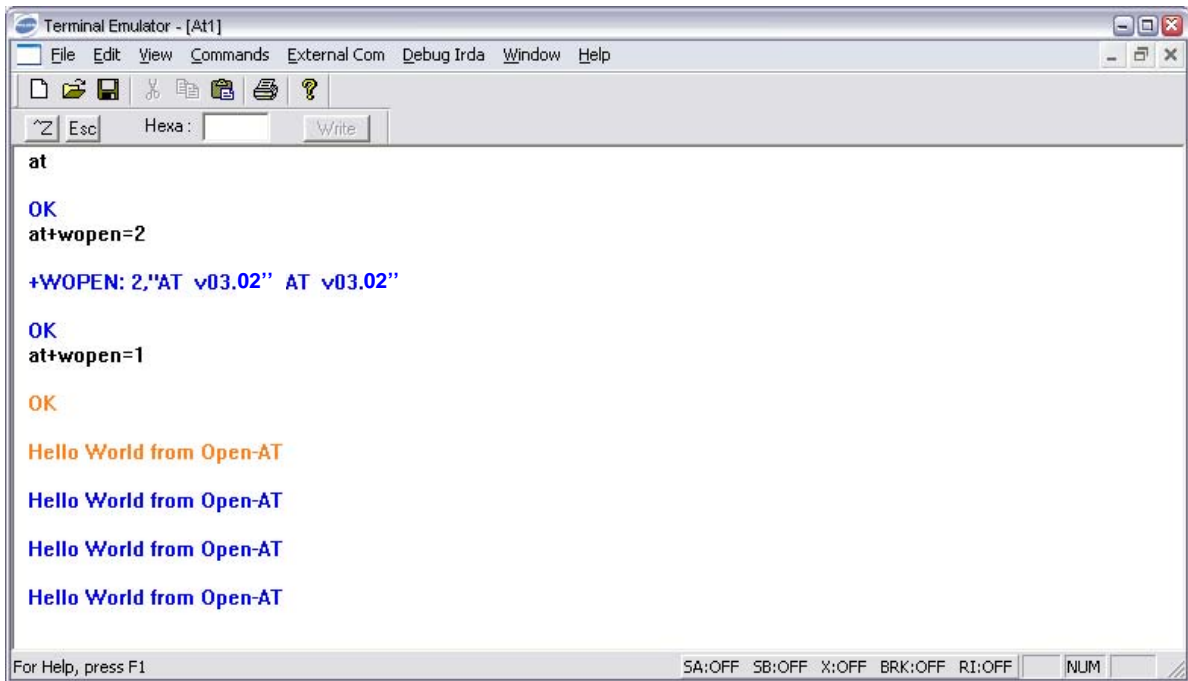 Terminal Emulator - [At1]
File Edit View Commands External Com Debug Irda Window Help
^Z Esc Hexa : Write
at
OK
at+wopen=2
+WOPEN: 2,"AT v03.02’’ AT v03.02’’
OK
at+wopen=1
OK
Hello World from Open-AT
Hello World from Open-AT
Hello World from Open-AT
Hello World from Open-AT
For Help, press F1 SA:OFF SB:OFF X:OFF BRK:OFF RI:OFF NUM